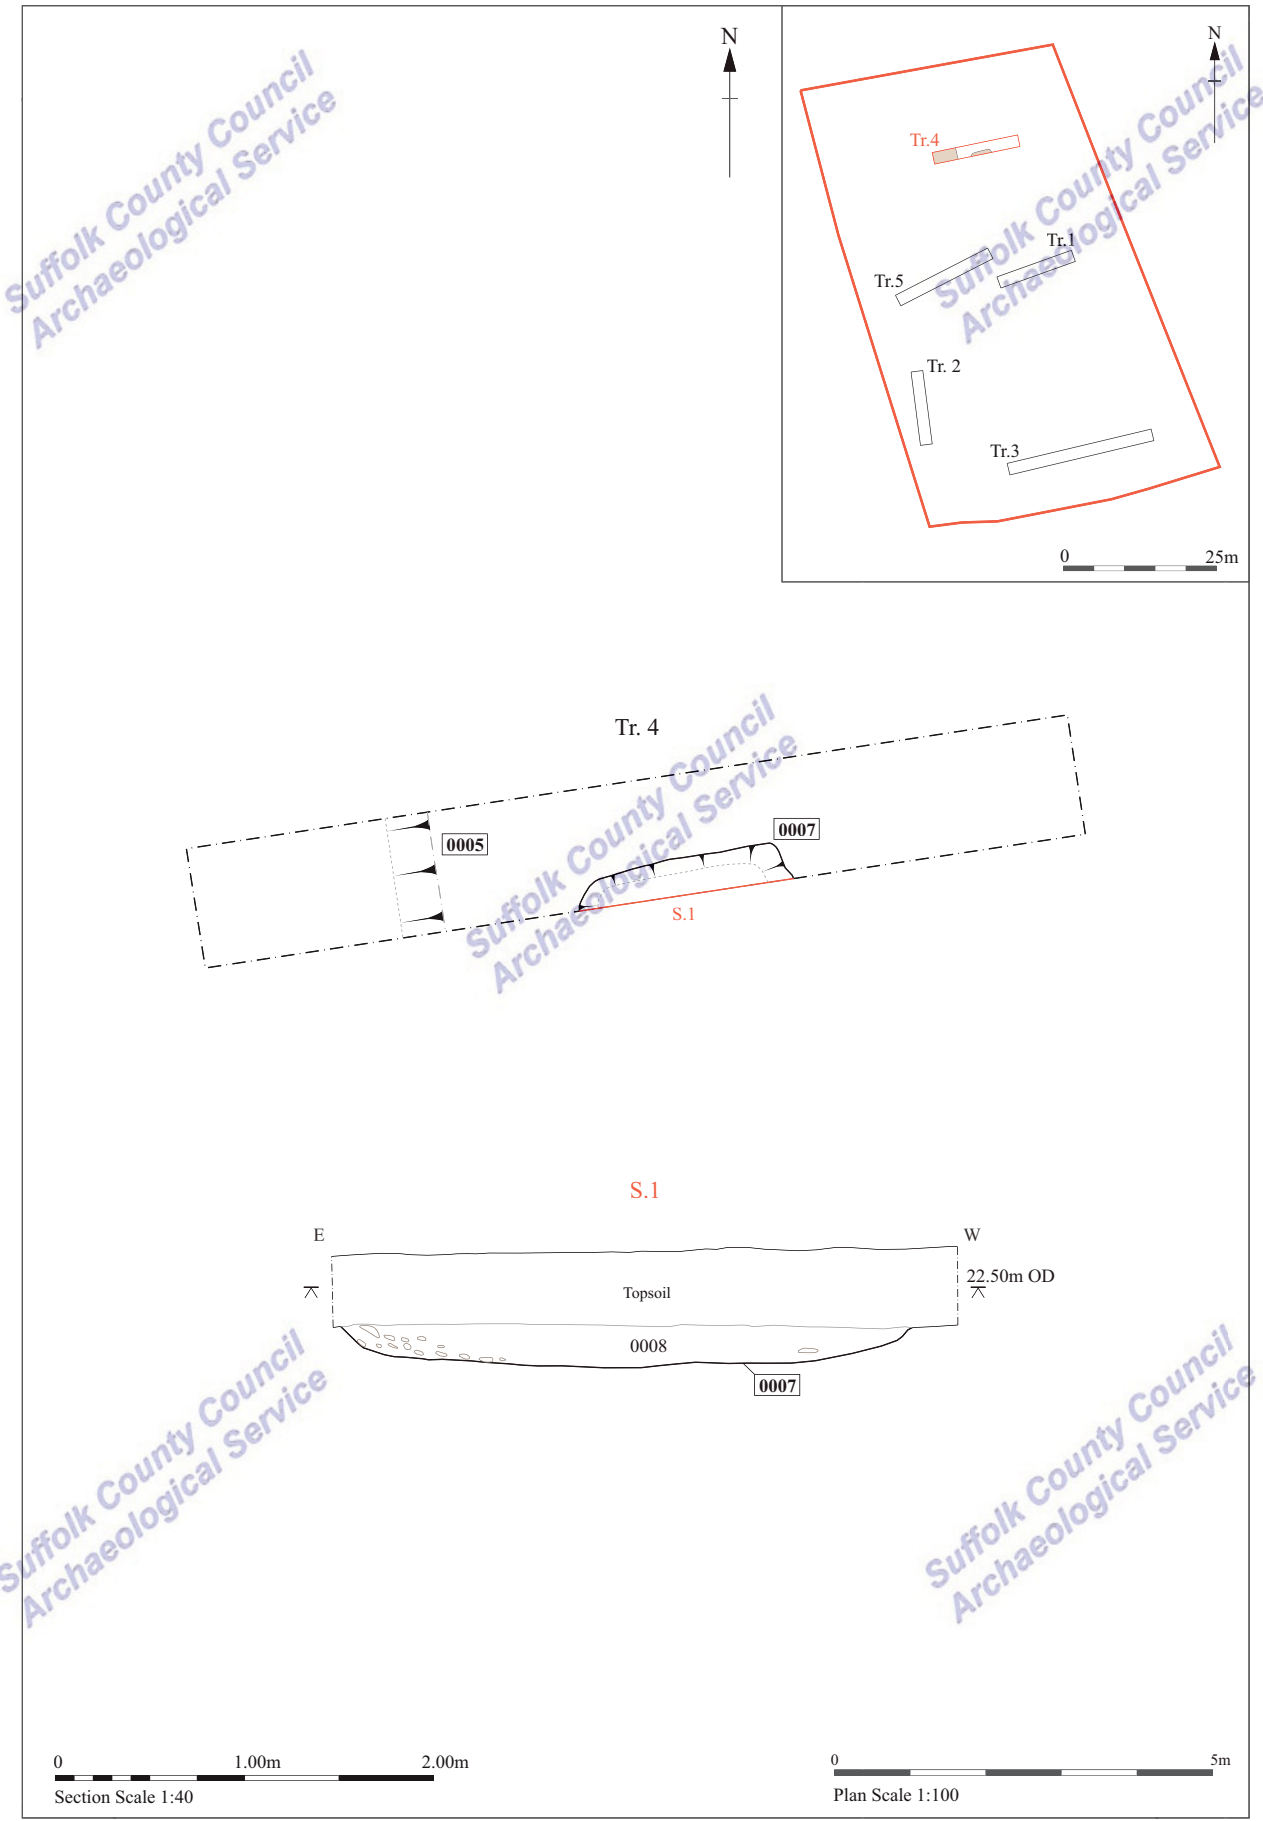 N
N
Tr.4
Tr.1
Tr.5
Tr. 2
Tr.3
0
25m
Suffolk County Council
Archaeological Service
Suffolk County Council
Archaeological Service
Tr. 4
0005
0007
S.1
Suffolk County Council
Archaeological Service
S.1
E
W
22.50m OD
Topsoil
0008
0007
Suffolk County Council
Archaeological Service
Suffolk County Council
Archaeological Service
0 1.00m 2.00m
Section Scale 1:40
0 5m
Plan Scale 1:100